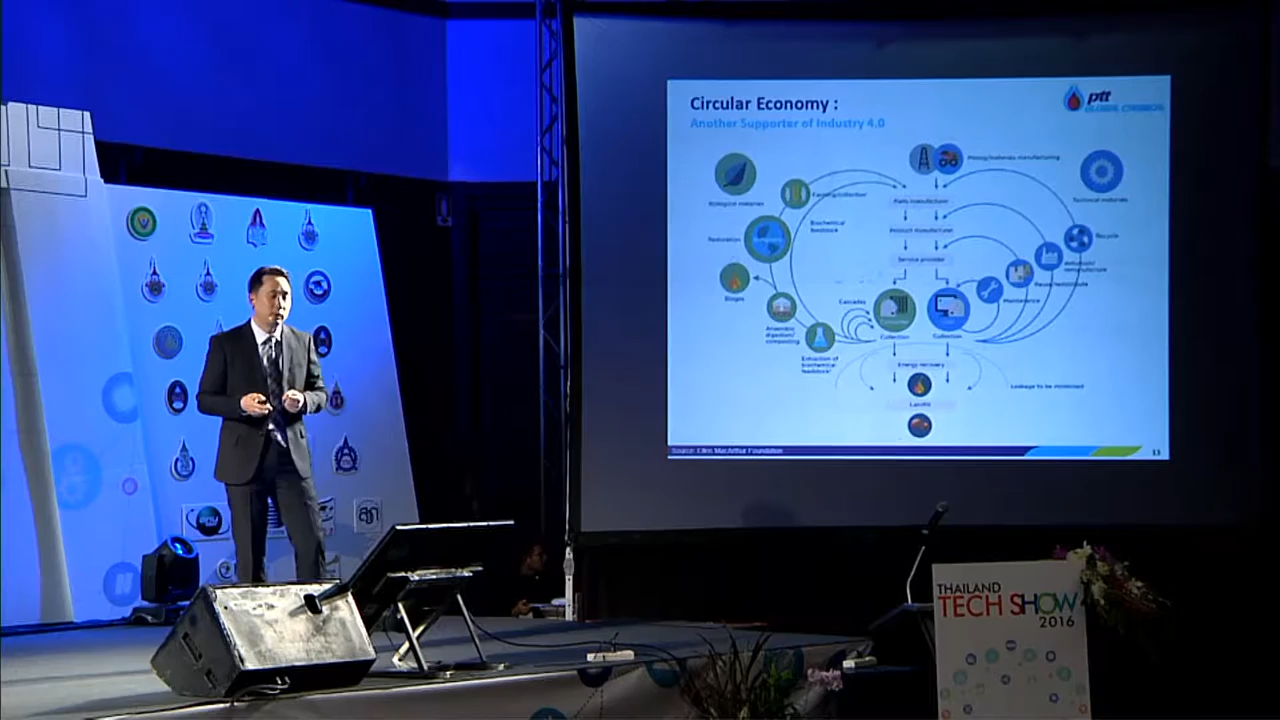 Circular Economy :
Another Supporter of Industry 4.0
ptt
GLOBAL CHEMICAL
Mining/materials manufacturing
Biological materials
Technical materials
Farming/collection
Parts manufacturer
Biochemical
feedstock
Product manufacturer
Recycle
Restoration
Service provider
Refurbish/
remanufacture
Biogas
Reuse/redistribute
Maintenance
Cascades
Anaerobic
digestion/
composting
Collection
Collection
Extraction of
biochemical
feedstock
Energy recovery
Leakage to be minimised
Landfill
Source: Ellen MacArthur Foundation
13
THAILAND
TECH SHOW
2016